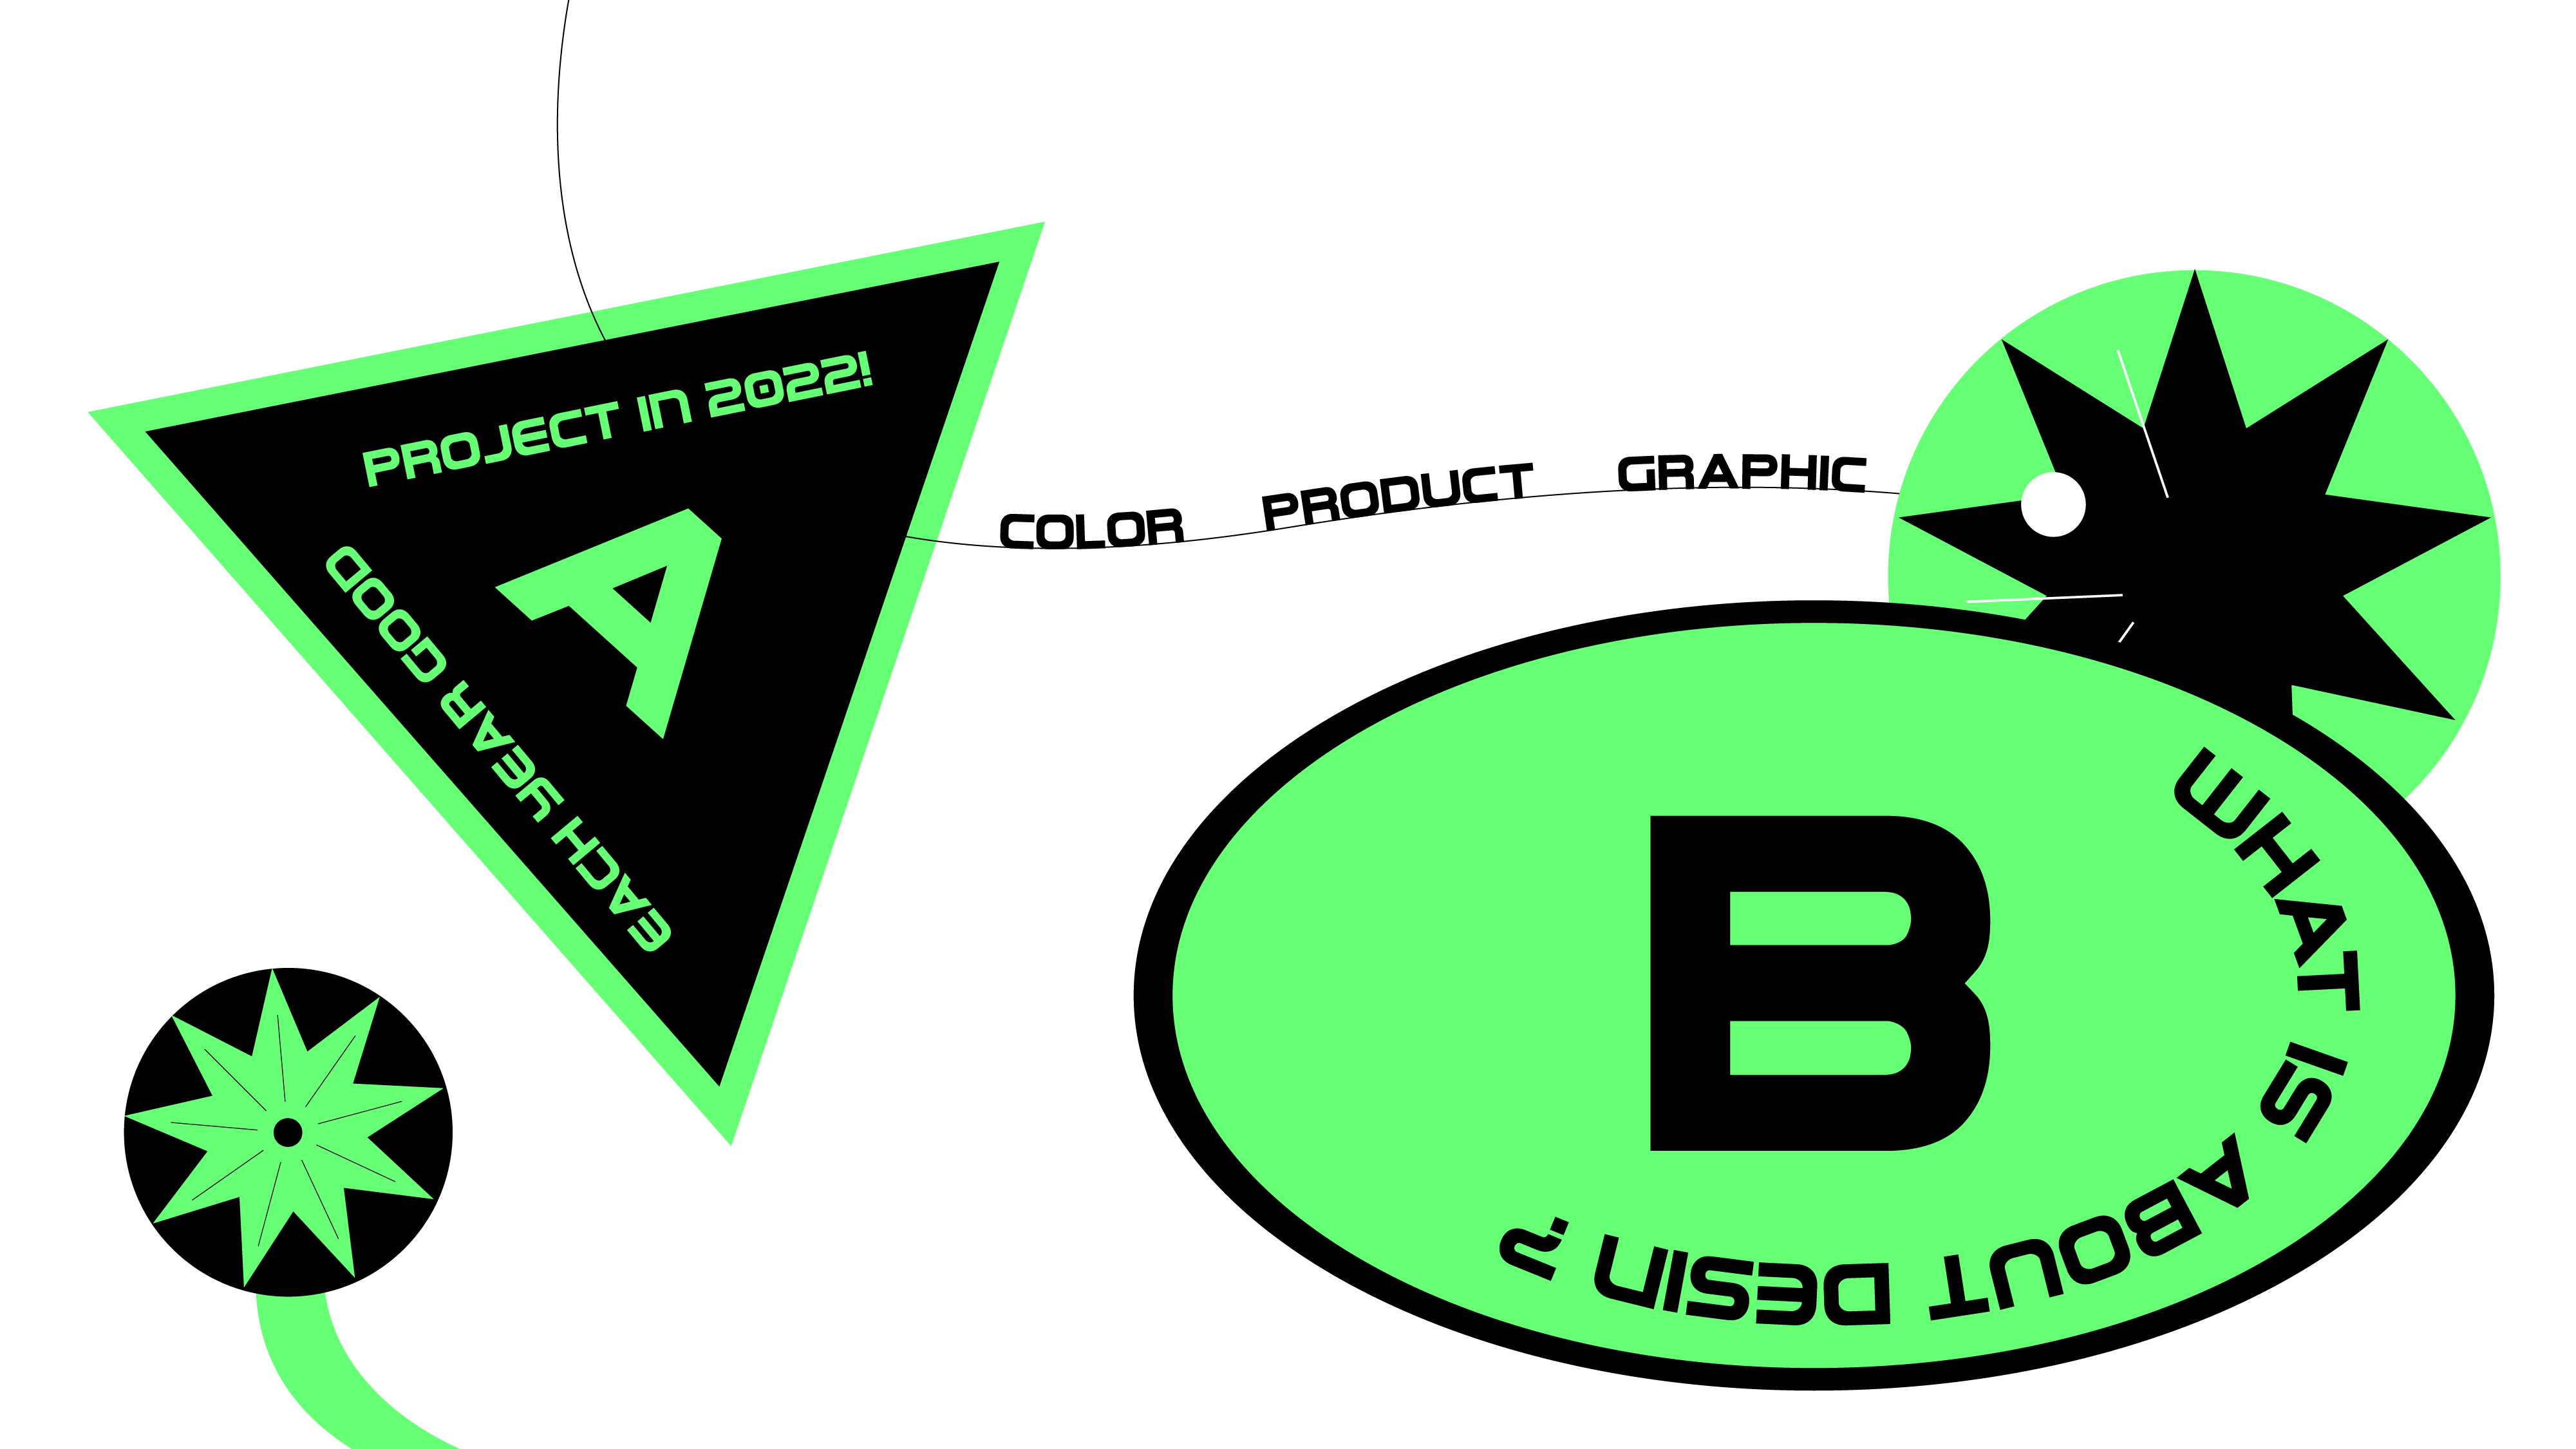 PROJECT IN 2022!
A
EACH YEAR GOOD
COLOR PRODUCT GRAPHIC
B
WHAT IS ABOUT DESIN ?